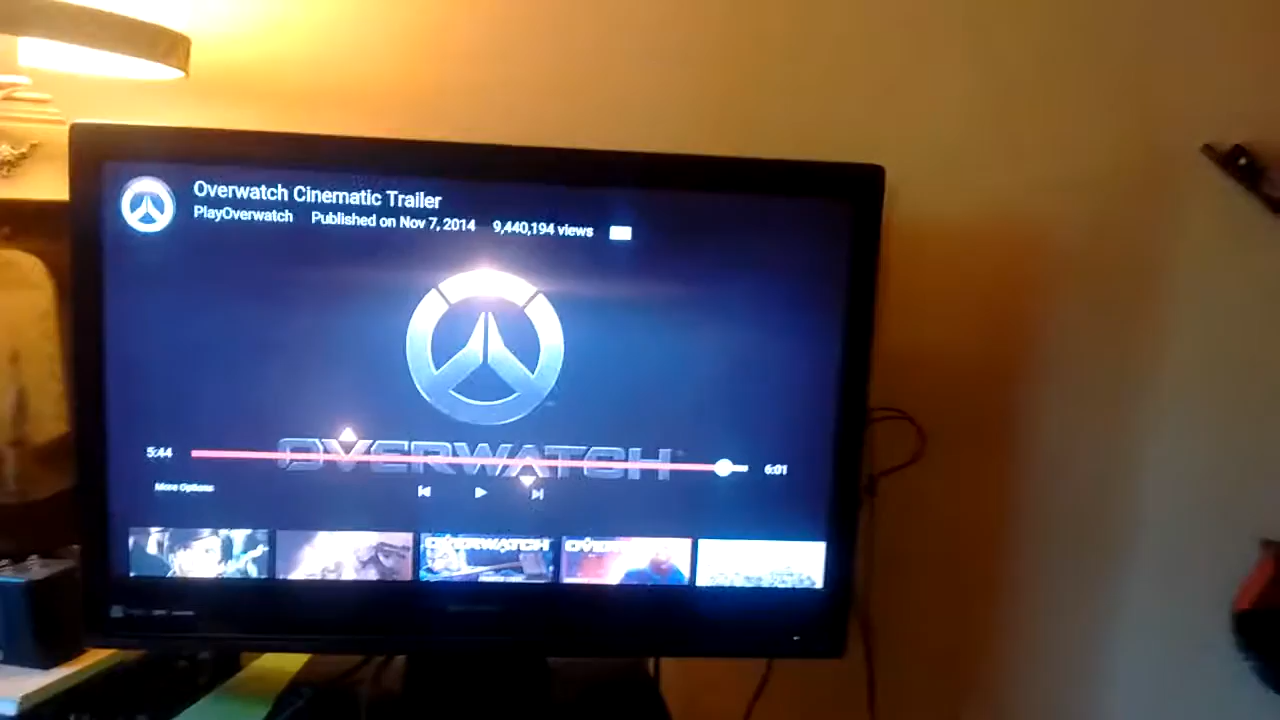 Overwatch Cinematic Trailer
PlayOverwatch Published on Nov 7, 2014 9,440,194 views
OVERWATCH
5:44 6:01
More Options
OVERWATCH